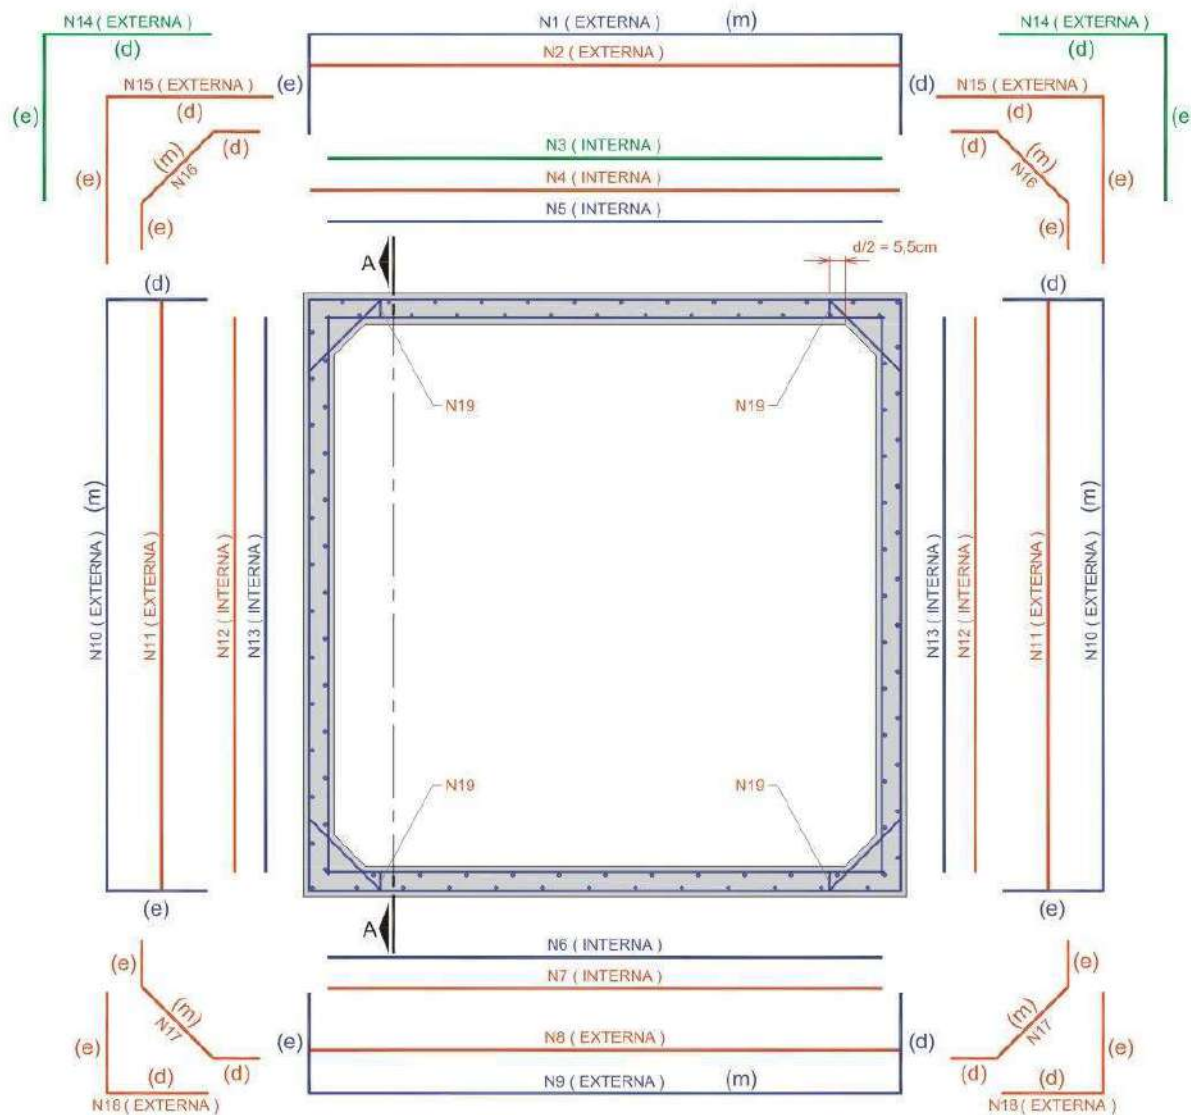 N14 ( EXTERNA ) N1 ( EXTERNA ) (m) N14 ( EXTERNA )
(d) N2 ( EXTERNA ) (d)
N15 ( EXTERNA ) (e) (d) N15 ( EXTERNA )
(e) (d) (d) (e
(m) (d) (d) (m)
N16 N3 ( INTERNA ) N16
(e) N4 ( INTERNA ) (e)
(e) N5 ( INTERNA ) (e)
A d/2 = 5,5cm
(d) (d)
N19 N19
N10 ( EXTERNA ) (m)
N11 ( EXTERNA )
N12 ( INTERNA )
N13 ( INTERNA )
N13 ( INTERNA )
N12 ( INTERNA )
N11 ( EXTERNA )
N10 ( EXTERNA ) (m)
N19 N19
(e) (e)
A
(e) N6 ( INTERNA ) (e)
(m) N7 ( INTERNA ) (m)
N17 N17
(e) (e) N8 ( EXTERNA ) (d) (e)
(d) (d) (d) (d)
N18 ( EXTERNA ) N9 ( EXTERNA ) (m) N18 ( EXTERNA )